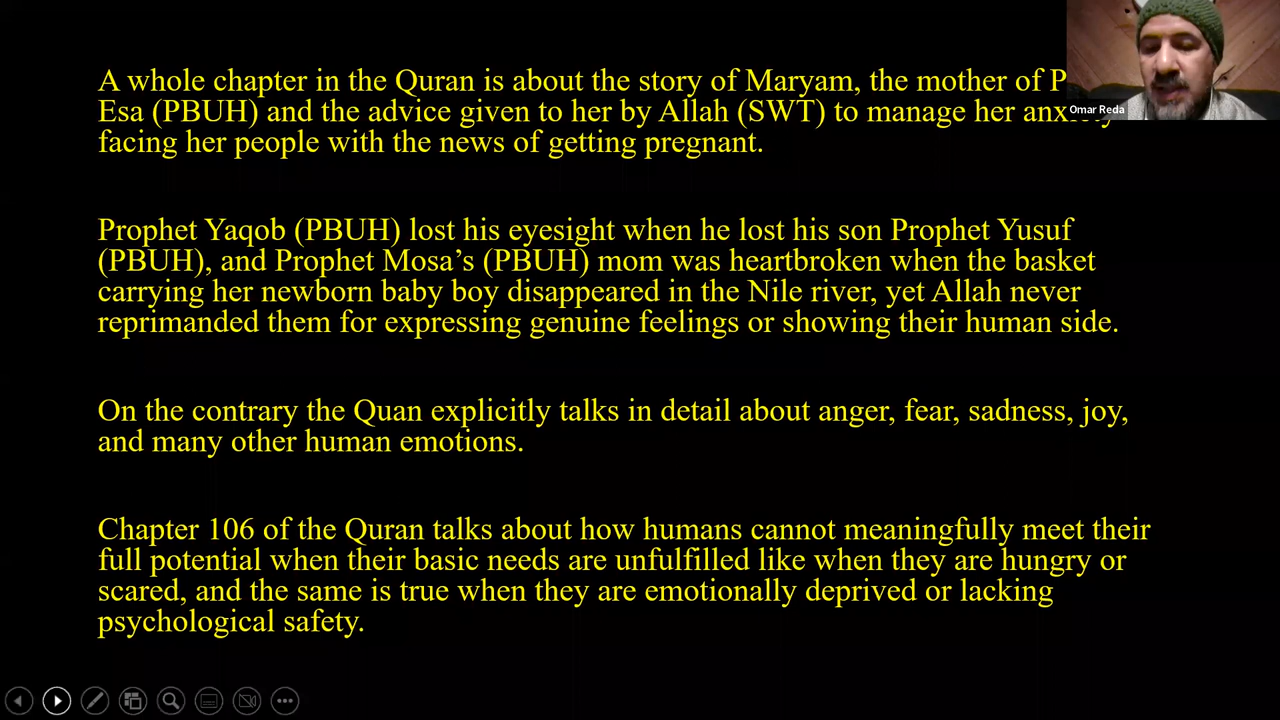 A whole chapter in the Quran is about the story of Maryam, the mother of P
Esa (PBUH) and the advice given to her by Allah (SWT) to manage her
facing her people with the news of getting pregnant.
Prophet Yaqob (PBUH) lost his eyesight when he lost his son Prophet Yusuf
(PBUH), and Prophet Mosa’s (PBUH) mom was heartbroken when the basket
carrying her newborn baby boy disappeared in the Nile river, yet Allah never
reprimanded them for expressing genuine feelings or showing their human side.
On the contrary the Quan explicitly talks in detail about anger, fear, sadness, joy,
and many other human emotions.
Chapter 106 of the Quran talks about how humans cannot meaningfully meet their
full potential when their basic needs are unfulfilled like when they are hungry or
scared, and the same is true when they are emotionally deprived or lacking
psychological safety.
Omar Reda